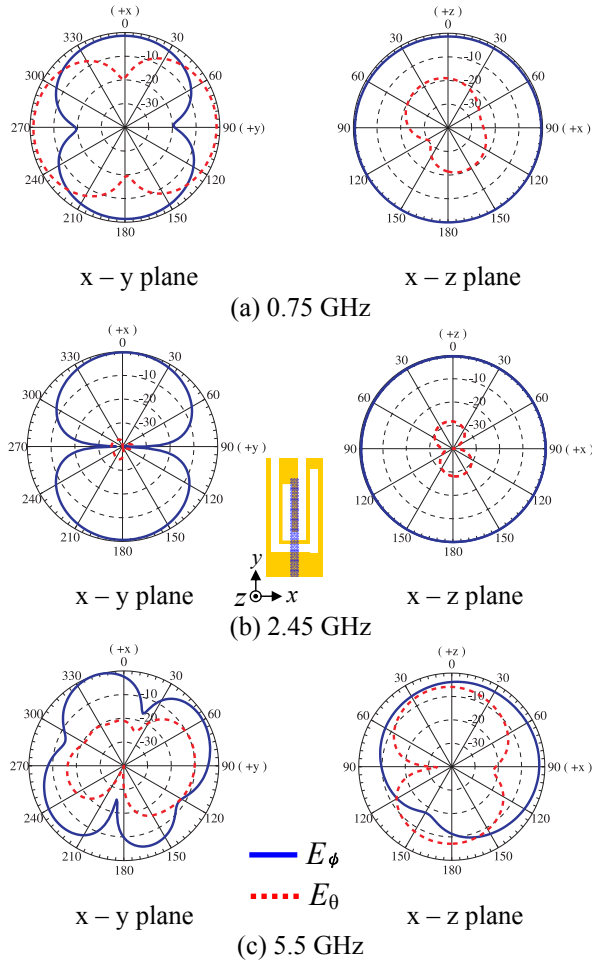 ( +x )
0
330 30
300 60
-10
-20
-30
270 90 ( +y )
240 120
210 150
180
x – y plane
( +z )
0
30 30
60 60
-10
-20
-30
90 90 ( +x )
120 120
150 150
180
x – z plane
(a) 0.75 GHz
( +x )
0
330 30
300 60
-10
-20
-30
270 90 ( +y )
240 120
210 150
180
x – y plane
y
z x
( +z )
0
30 30
60 60
-10
-20
-30
90 90 ( +x )
120 120
150 150
180
x – z plane
(b) 2.45 GHz
( +x )
0
330 30
300 60
-10
-20
-30
270 90 ( +y )
240 120
210 150
180
x – y plane
( +z )
0
30 30
60 60
-10
-20
-30
90 90 ( +x )
120 120
150 150
180
x – z plane
E ϕ
E θ
(c) 5.5 GHz